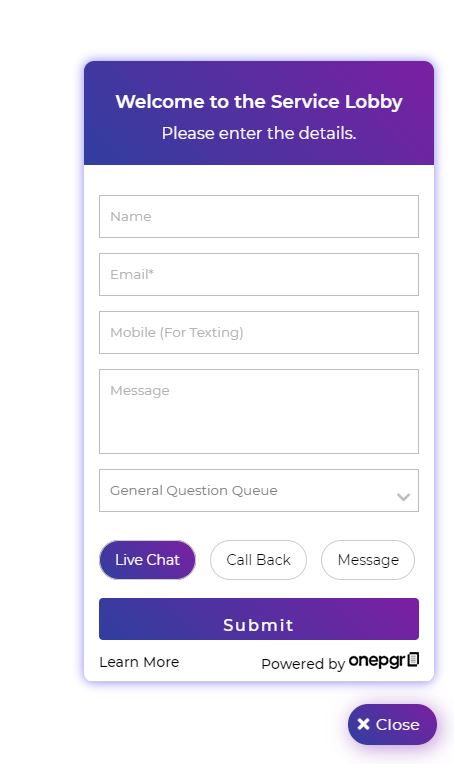 Welcome to the Service Lobby
Please enter the details.
Name
Email*
Mobile (For Texting)
Message
General Question Queue
Live Chat Call Back Message
Submit
Learn More Powered by onepgr
Close